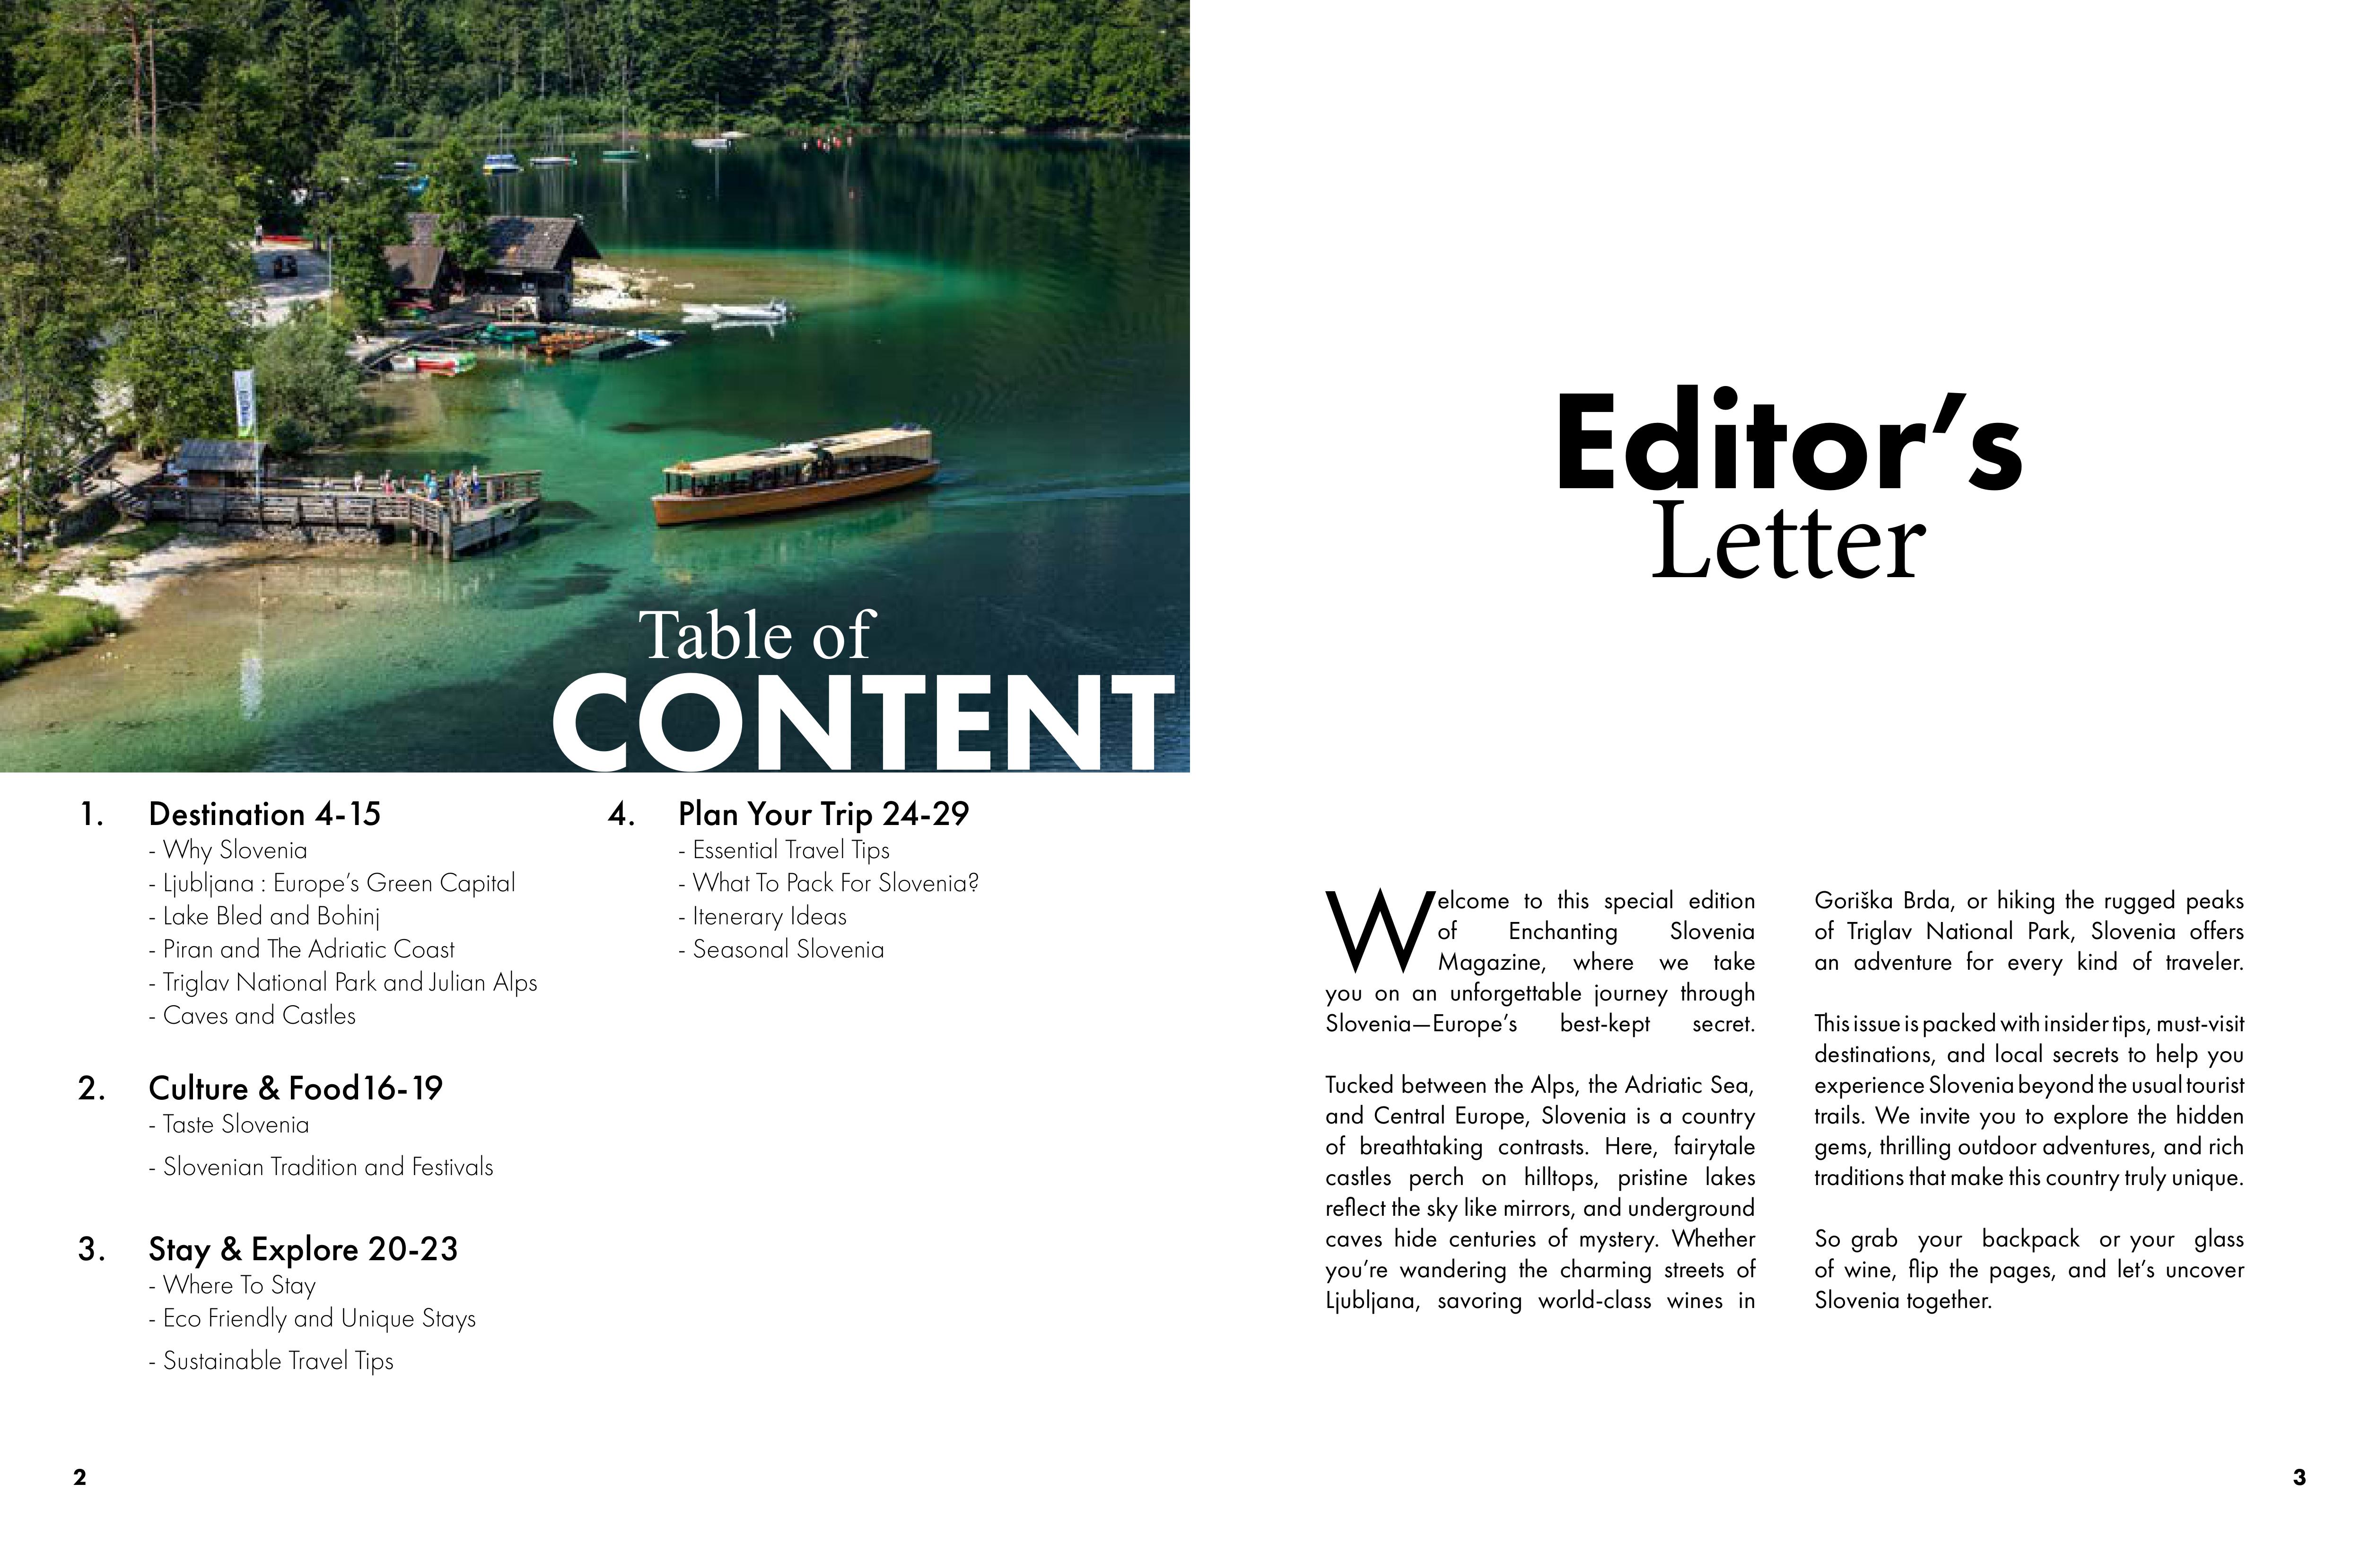 Table of
CONTENT
1. Destination 4-15
- Why Slovenia
- Ljubljana : Europe’s Green Capital
- Lake Bled and Bohinj
- Piran and The Adriatic Coast
- Triglav National Park and Julian Alps
- Caves and Castles
2. Culture & Food16-19
- Taste Slovenia
- Slovenian Tradition and Festivals
3. Stay & Explore 20-23
- Where To Stay
- Eco Friendly and Unique Stays
- Sustainable Travel Tips
4. Plan Your Trip 24-29
- Essential Travel Tips
- What To Pack For Slovenia?
- Itenerary Ideas
- Seasonal Slovenia
2
Editor’s
Letter
Welcome to this special edition
of Enchanting Slovenia
Magazine, where we take
you on an unforgettable journey through
Slovenia—Europe’s best-kept secret.
Tucked between the Alps, the Adriatic Sea,
and Central Europe, Slovenia is a country
of breathtaking contrasts. Here, fairytale
castles perch on hilltops, pristine lakes
reflect the sky like mirrors, and underground
caves hide centuries of mystery. Whether
you’re wandering the charming streets of
Ljubljana, savoring world-class wines in
Goriška Brda, or hiking the rugged peaks
of Triglav National Park, Slovenia offers
an adventure for every kind of traveler.
This issue is packed with insider tips, must-visit
destinations, and local secrets to help you
experience Slovenia beyond the usual tourist
trails. We invite you to explore the hidden
gems, thrilling outdoor adventures, and rich
traditions that make this country truly unique.
So grab your backpack or your glass
of wine, flip the pages, and let’s uncover
Slovenia together.
3